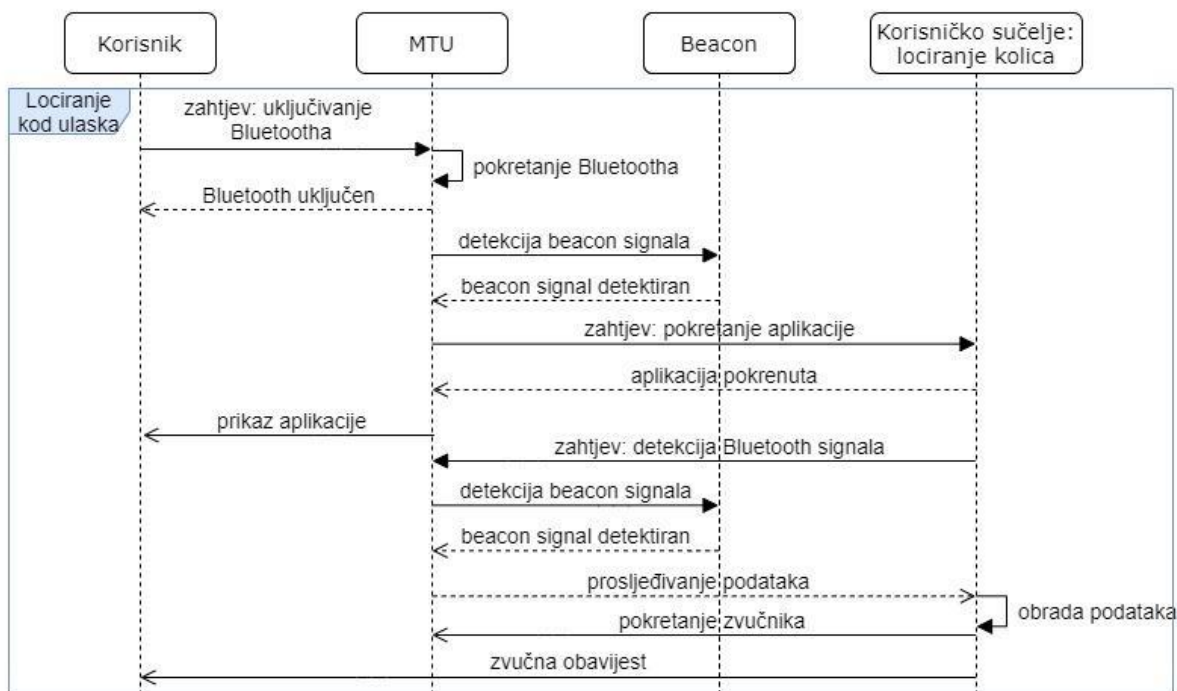 Korisnik
MTU
Beacon
Korisničko sučelje:
lociranje kolica
Lociranje
kod ulaska
zahtjev: uključivanje
Bluetootha
pokretanje Bluetootha
Bluetooth uključen
detekcija beacon signala
beacon signal detektiran
zahtjev: pokretanje aplikacije
aplikacija pokrenuta
prikaz aplikacije
zahtjev: detekcija Bluetooth signala
detekcija beacon signala
beacon signal detektiran
prosljeđivanje podataka
obrada podataka
pokretanje zvučnika
zvučna obavijest